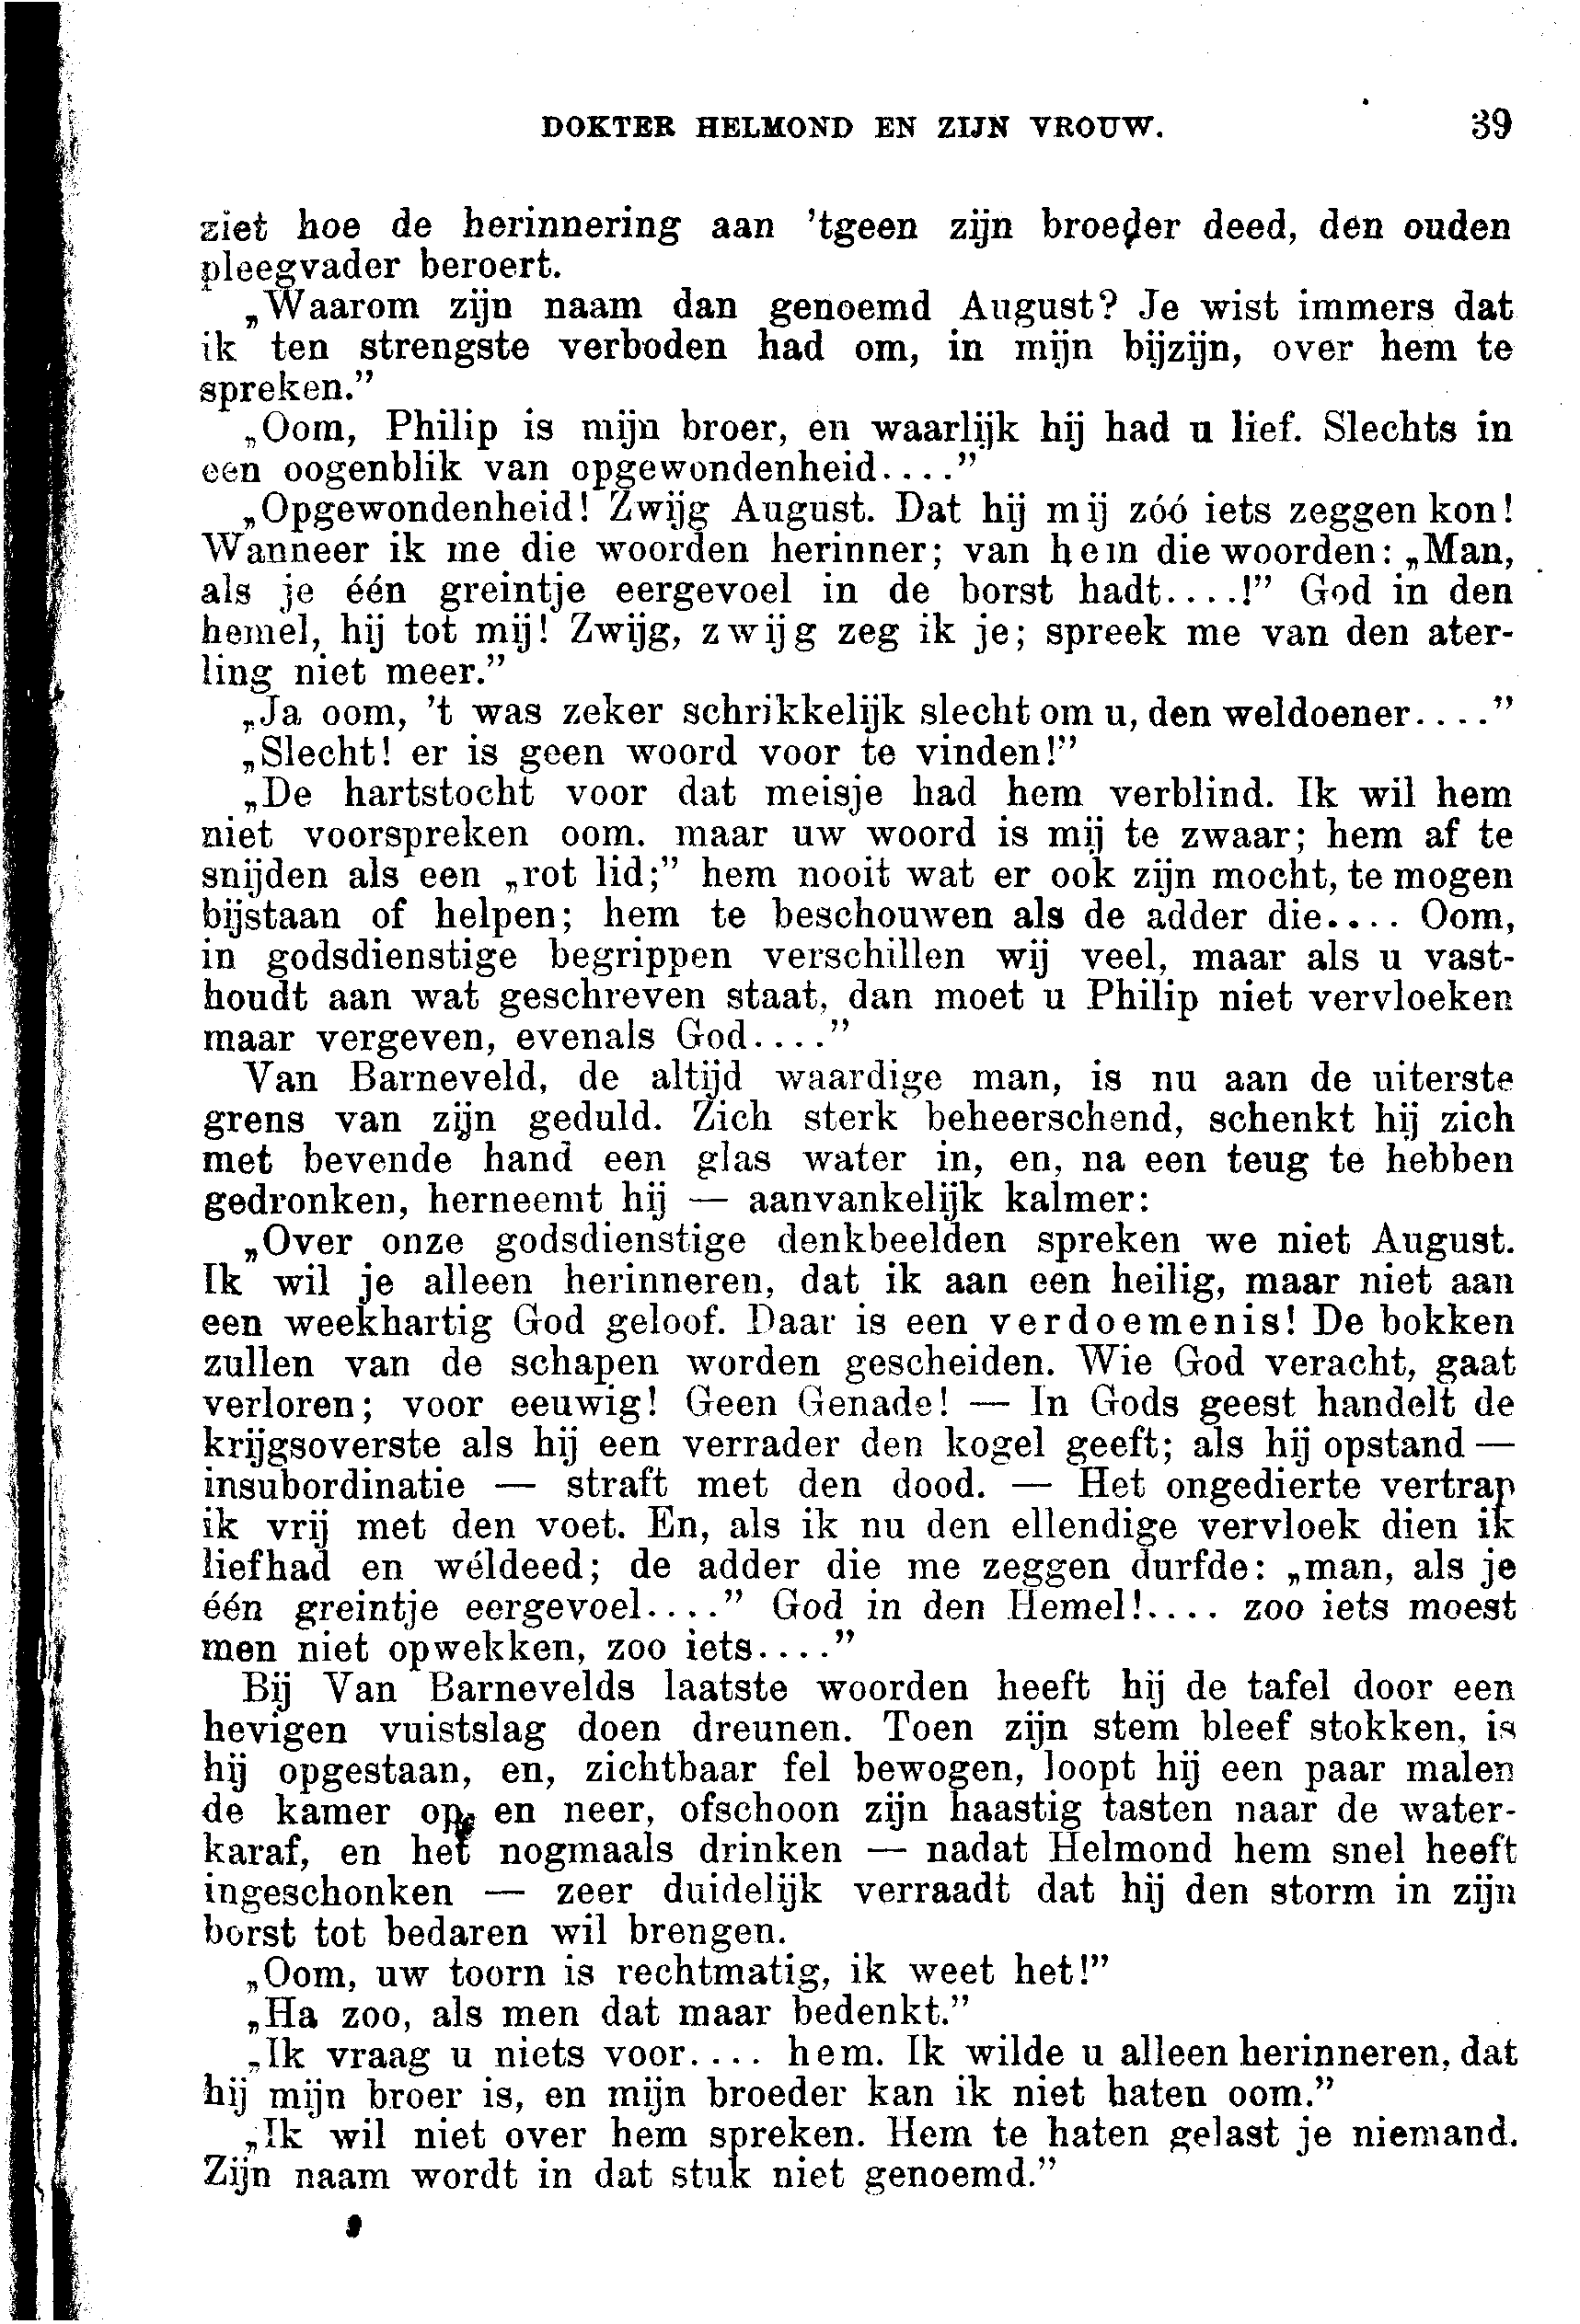 DOKTER HELMOND EN ZIJN VROUW. 39
ziet hoe de herinnering aan 'tgeen zijn broeder deed, den ouden
pleegvader beroert.
„Waarom zijn naam dan genoemd August? Je wist immers dat
ik ten strengste verboden had om, in mijn bijzijn, over hem te
spreken.”
„Oom, Philip is mijn broer, en waarlijk hij had u lief. Slechts in
een oogenblik van opgewondenheid....”
„Opgewondenheid! Zwijg August. Dat hij mij zóó iets zeggen kon!
Wanneer ik me die woorden herinner; van hem die woorden: „Man,
als je één greintje eergevoel in de borst hadt....!” God in den
hemel, hij tot mij! Zwijg, zwijg zeg ik je; spreek me van den ater-
ling niet meer.”
„Ja oom, 't was zeker schrikkelijk slecht om u, den weldoener....”
„Slecht! er is geen woord voor te vinden!”
„De hartstocht voor dat meisje had hem verblind. Ik wil hem
niet voorspreken oom. maar uw woord is mij te zwaar; hem af te
snijden als een „rot lid;” hem nooit wat er ook zijn mocht, te mogen
bijstaan of helpen; hem te beschouwen als de adder die.... Oom,
in godsdienstige begrippen verschillen wij veel, maar als u vast-
houdt aan wat geschreven staat, dan moet u Philip niet vervloeken
maar vergeven, evenals God....”
Van Barneveld, de altijd waardige man, is nu aan de uiterste
grens van zijn geduld. Zich sterk beheerschend, schenkt hij zich
met bevende hand een glas water in, en, na een teug te hebben
gedronken, herneemt hij — aanvankelijk kalmer:
„Over onze godsdienstige denkbeelden spreken we niet August.
Ik wil je alleen herinneren, dat ik aan een heilig, maar niet aan
een weekhartig God geloof. Daar is een verdoemenis! De bokken
zullen van de schapen worden gescheiden. Wie God veracht, gaat
verloren; voor eeuwig! Geen Genade! — In Gods geest handelt de
krijgsoverste als hij een verrader den kogel geeft; als hij opstand —
insubordinatie — straft met den dood. — Het ongedierte vertrap
ik vrij met den voet. En, als ik nu den ellendige vervloek dien ik
liefhad en wéldeed; de adder die me zeggen durfde: „man, als je
één greintje eergevoel....” God in den Hemel!.... zoo iets moest
men niet opwekken, zoo iets....”
Bij Van Barnevelds laatste woorden heeft hij de tafel door een
hevigen vuistslag doen dreunen. Toen zijn stem bleef stokken, is
hij opgestaan, en, zichtbaar fel bewogen, loopt hij een paar malen
de kamer op en neer, ofschoon zijn haastig tasten naar de water-
karaf, en het nogmaals drinken — nadat Helmond hem snel heeft
ingeschonken — zeer duidelijk verraadt dat hij den storm in zijn
borst tot bedaren wil brengen.
„Oom, uw toorn is rechtmatig, ik weet het!”
„Ha zoo, als men dat maar bedenkt.”
„Ik vraag u niets voor.... hem. Ik wilde u alleen herinneren, dat
hij mijn broer is, en mijn broeder kan ik niet haten oom.”
„Ik wil niet over hem spreken. Hem te haten gelast je niemand.
Zijn naam wordt in dat stuk niet genoemd.”